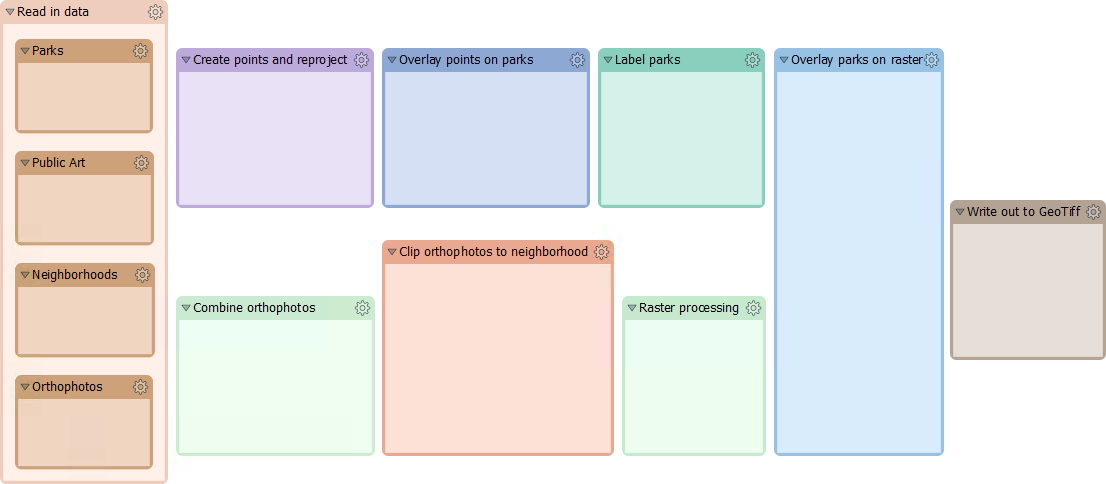 Read in data
Parks
Public Art
Neighborhoods
Orthophotos
Create points and reproject
Overlay points on parks
Label parks
Overlay parks on raster
Combine orthophotos
Clip orthophotos to neighborhood
Raster processing
Write out to GeoTiff